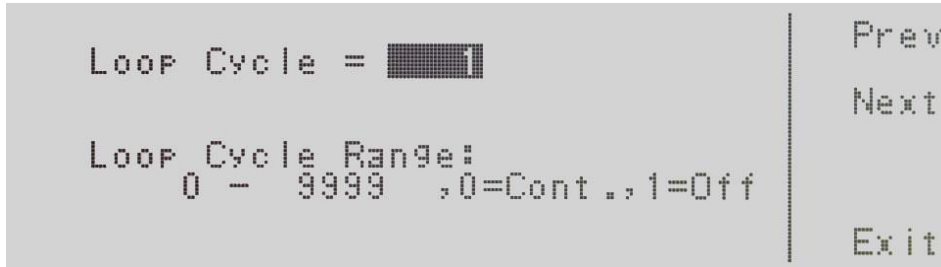 Loop Cycle = 1
Loop Cycle Range:
0 - 9999 ,0=Cont.,1=Off
Prev
Next
Exit